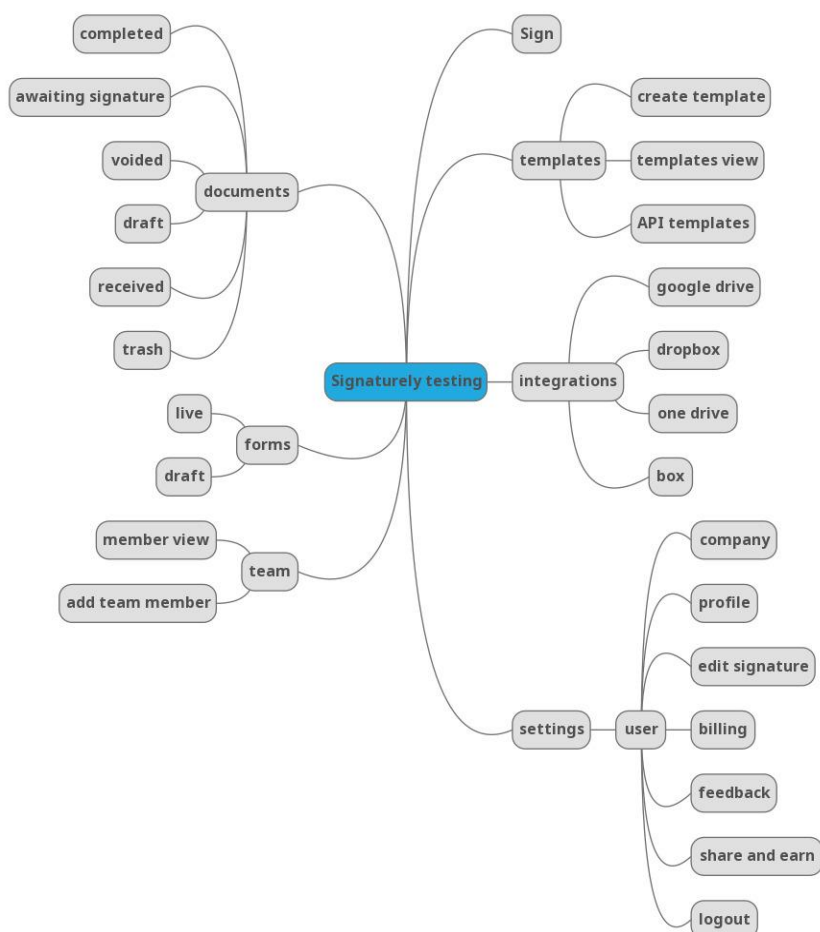 Signaturely testing
documents
completed
awaiting signature
voided
draft
received
trash
forms
live
draft
team
member view
add team member
Sign
templates
create template
templates view
API templates
integrations
google drive
dropbox
one drive
box
settings
user
company
profile
edit signature
billing
feedback
share and earn
logout